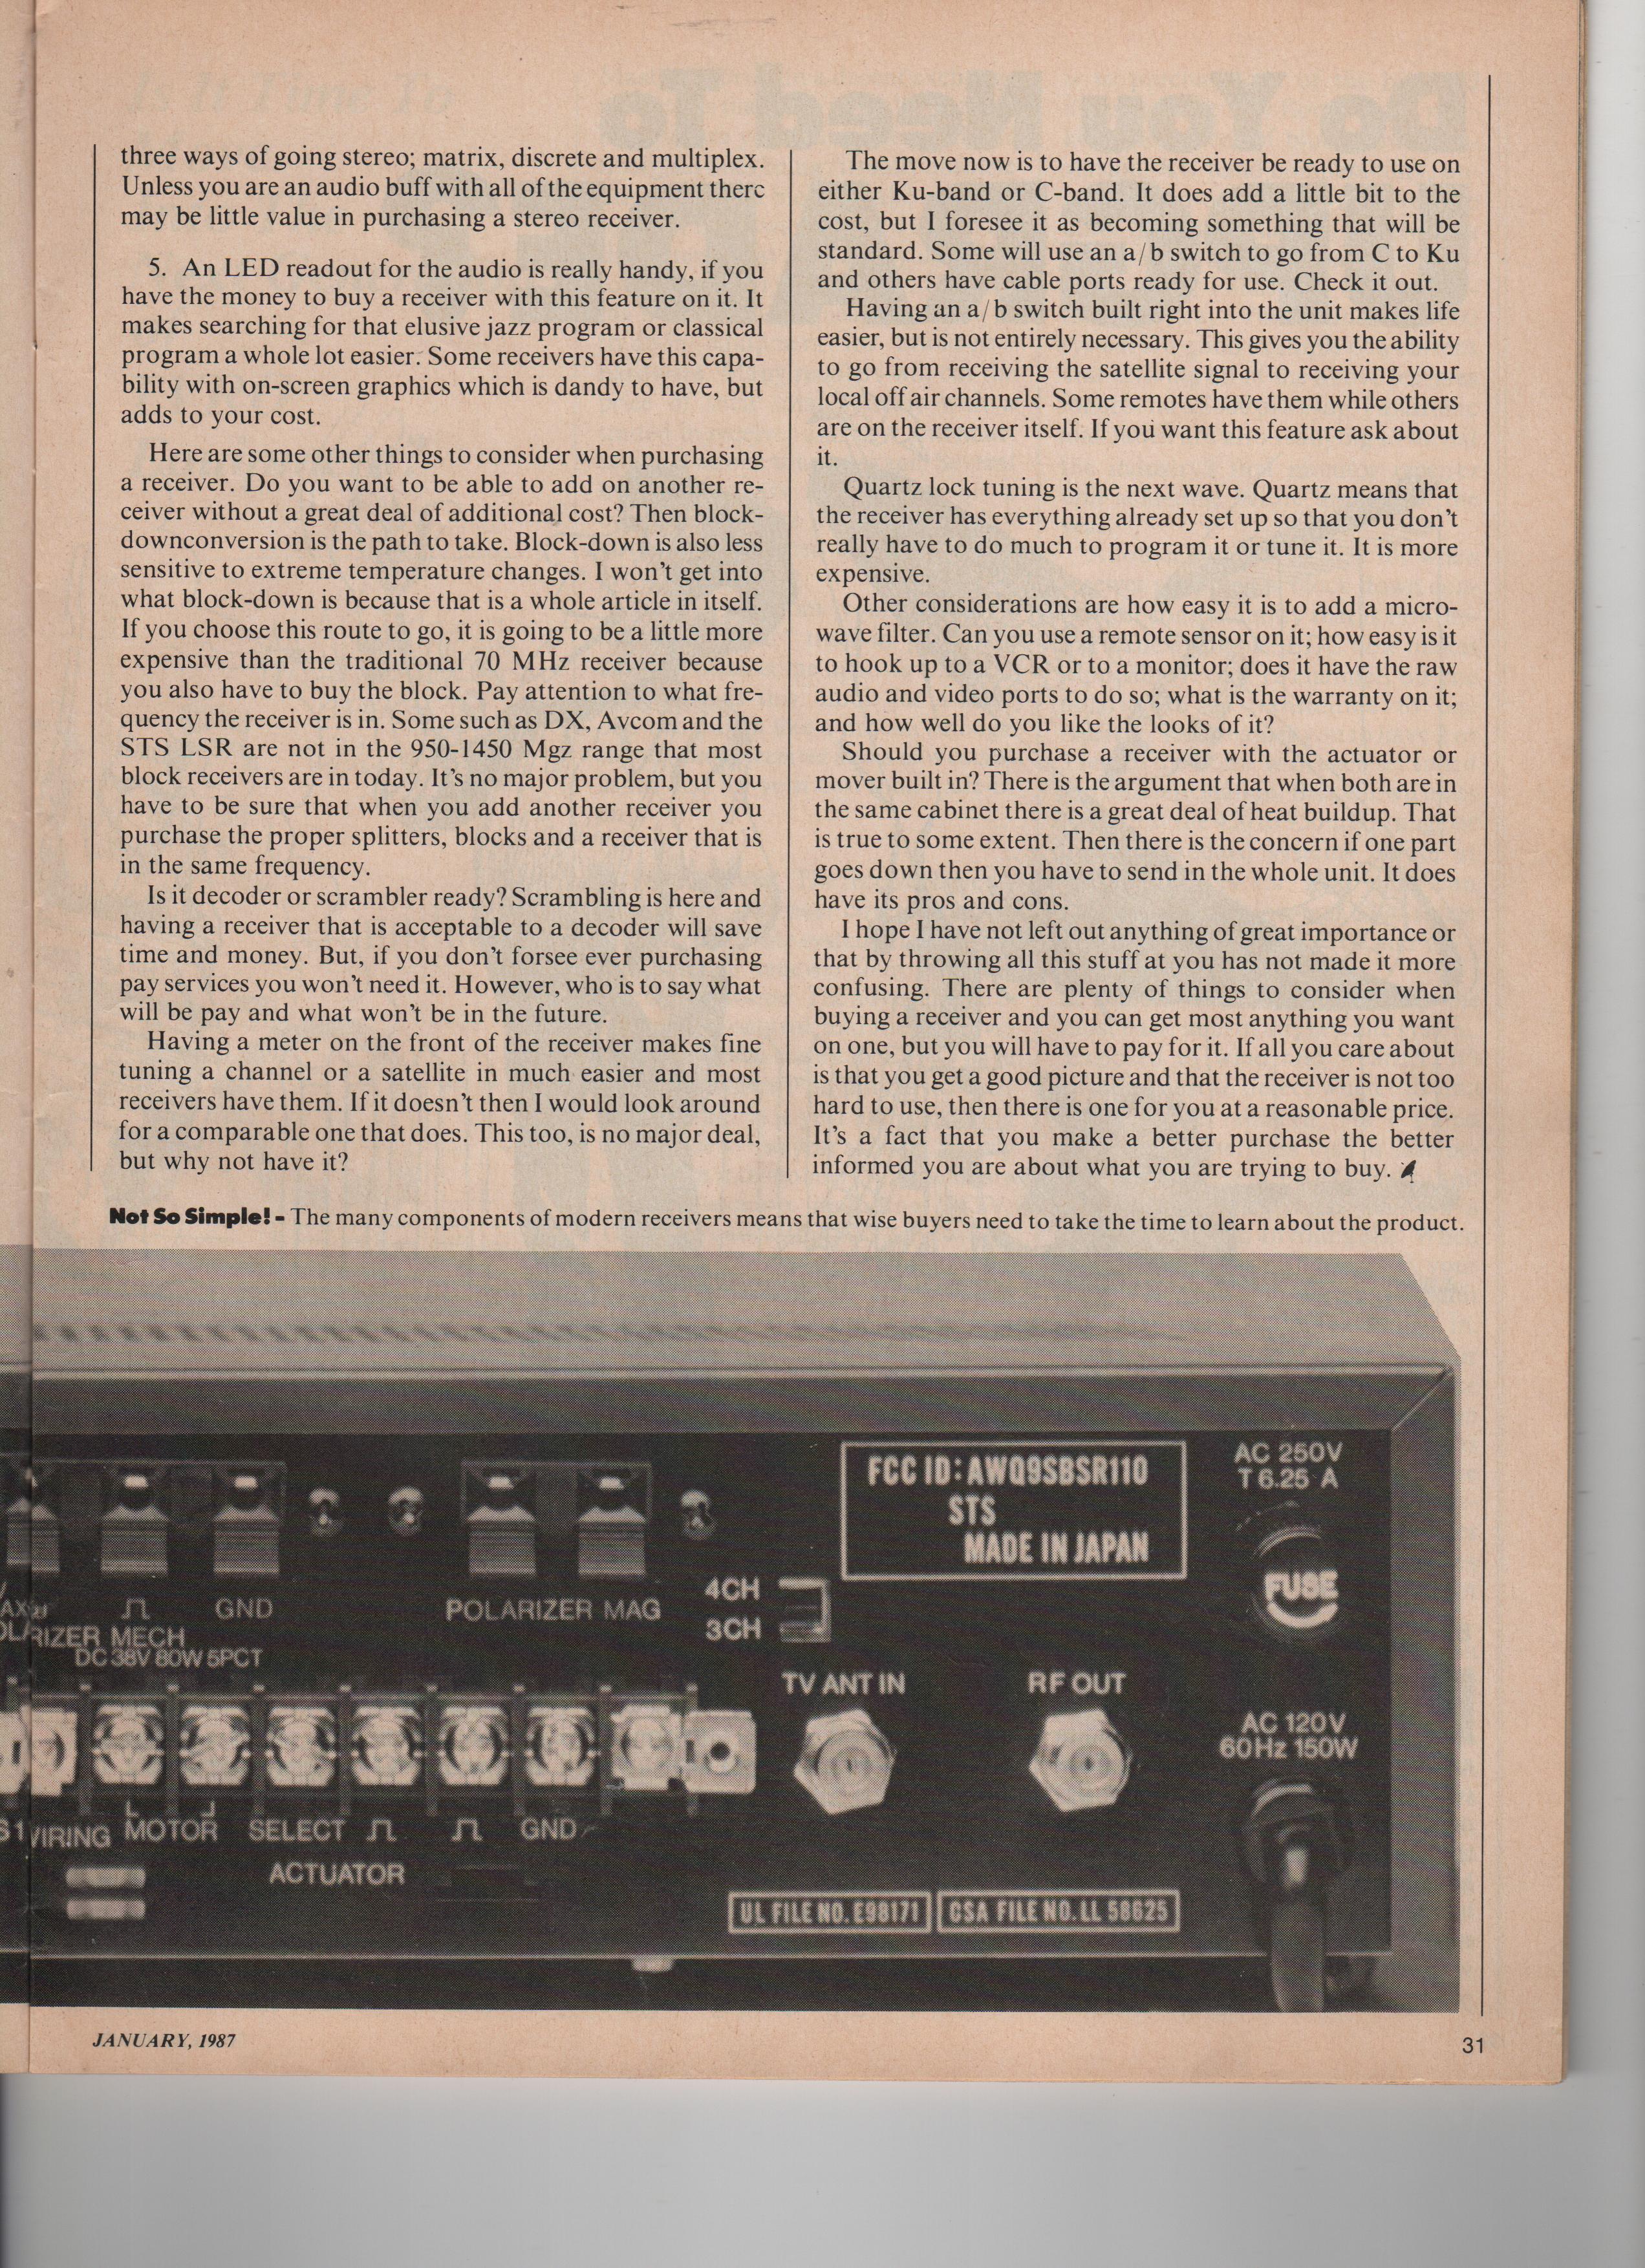 three ways of going stereo; matrix, discrete and multiplex.
Unless you are an audio buff with all of the equipment there
may be little value in purchasing a stereo receiver.
5. An LED readout for the audio is really handy, if you
have the money to buy a receiver with this feature on it. It
makes searching for that elusive jazz program or classical
program a whole lot easier. Some receivers have this capa-
bility with on-screen graphics which is dandy to have, but
adds to your cost.
Here are some other things to consider when purchasing
a receiver. Do you want to be able to add on another re-
ceiver without a great deal of additional cost? Then block-
downconversion is the path to take. Block-down is also less
sensitive to extreme temperature changes. I won't get into
what block-down is because that is a whole article in itself.
If you choose this route to go, it is going to be a little more
expensive than the traditional 70 MHz receiver because
you also have to buy the block. Pay attention to what fre-
quency the receiver is in. Some such as DX, Avcom and the
STS LSR are not in the 950-1450 Mgz range that most
block receivers are in today. It's no major problem, but you
have to be sure that when you add another receiver you
purchase the proper splitters, blocks and a receiver that is
in the same frequency.
Is it decoder or scrambler ready? Scrambling is here and
having a receiver that is acceptable to a decoder will save
time and money. But, if you don't forsee ever purchasing
pay services you won't need it. However, who is to say what
will be pay and what won't be in the future.
Having a meter on the front of the receiver makes fine
tuning a channel or a satellite in much easier and most
receivers have them. If it doesn't then I would look around
for a comparable one that does. This too, is no major deal,
but why not have it?
The move now is to have the receiver be ready to use on
either Ku-band or C-band. It does add a little bit to the
cost, but I foresee it as becoming something that will be
standard. Some will use an a/b switch to go from C to Ku
and others have cable ports ready for use. Check it out.
Having an a/b switch built right into the unit makes life
easier, but is not entirely necessary. This gives you the ability
to go from receiving the satellite signal to receiving your
local off air channels. Some remotes have them while others
are on the receiver itself. If you want this feature ask about
it.
Quartz lock tuning is the next wave. Quartz means that
the receiver has everything already set up so that you don't
really have to do much to program it or tune it. It is more
expensive.
Other considerations are how easy it is to add a micro-
wave filter. Can you use a remote sensor on it; how easy is it
to hook up to a VCR or to a monitor; does it have the raw
audio and video ports to do so; what is the warranty on it;
and how well do you like the looks of it?
Should you purchase a receiver with the actuator or
mover built in? There is the argument that when both are in
the same cabinet there is a great deal of heat buildup. That
is true to some extent. Then there is the concern if one part
goes down then you have to send in the whole unit. It does
have its pros and cons.
I hope I have not left out anything of great importance or
that by throwing all this stuff at you has not made it more
confusing. There are plenty of things to consider when
buying a receiver and you can get most anything you want
on one, but you will have to pay for it. If all you care about
is that you get a good picture and that the receiver is not too
hard to use, then there is one for you at a reasonable price.
It's a fact that you make a better purchase the better
informed you are about what you are trying to buy.
Not So Simple! - The many components of modern receivers means that wise buyers need to take the time to learn about the product.
FCC ID: AWQ9SBSR110
STS
MADE IN JAPAN
AC 250V
T 6.25 A
FUSE
GND
POLARIZER MAG
4CH
3CH
RIZER MECH
DC 38V 80W 5PCT
TV ANT IN
RF OUT
AC 120V
60Hz 150W
MOTOR SELECT GND
ACTUATOR
UL FILE NO. E98171
CSA FILE NO. LL 58625
JANUARY, 1987
31